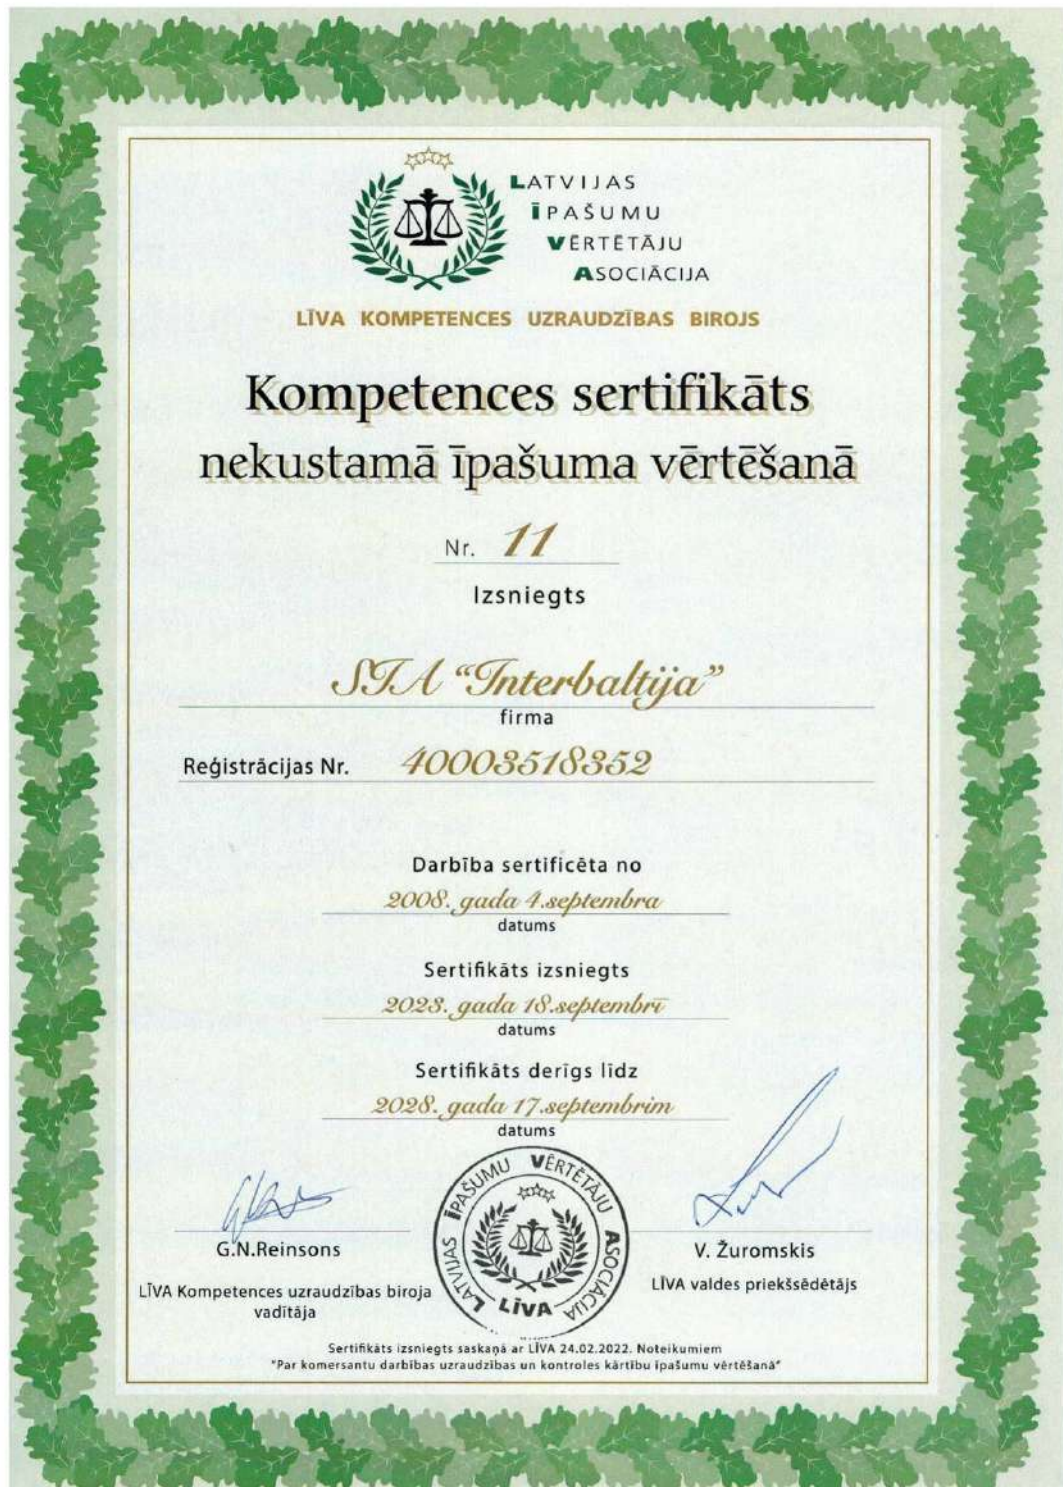 LATVIJAS
ĪPAŠUMU
VĒRTĒTĀJU
ASOCIĀCIJA
LĪVA KOMPETENCES UZRAUDZĪBAS BIROJS
Kompetences sertifikāts
nekustamā īpašuma vērtēšanā
Nr. 11
Izsniegts
SIA “Interbaltija”
firma
Reģistrācijas Nr. 40003518352
Darbība sertificēta no
2008. gada 4.septembra
datums
Sertifikāts izsniegts
2023. gada 18.septembrī
datums
Sertifikāts derīgs līdz
2028. gada 17.septembrim
datums
LATVIJAS ĪPAŠUMU VĒRTĒTĀJU ASOCIĀCIJA
LĪVA
G.N.Reinsons
LĪVA Kompetences uzraudzības biroja
vadītāja
V. Žuromskis
LĪVA valdes priekšsēdētājs
Sertifikāts izsniegts saskaņā ar LĪVA 24.02.2022. Noteikumiem
"Par komersantu darbības uzraudzības un kontroles kārtību īpašumu vērtēšanā"